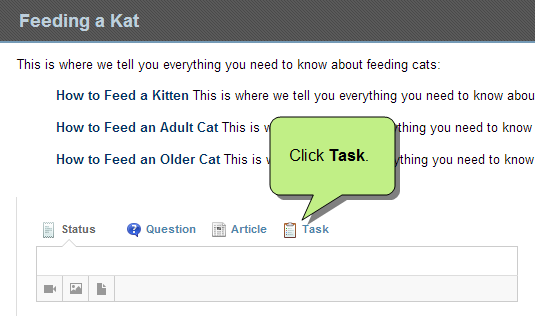 Feeding a Kat
This is where we tell you everything you need to know about feeding cats:
How to Feed a Kitten This is where we tell you everything you need to know abou
How to Feed an Adult Cat This is w ything you need to know
How to Feed an Older Cat This is w ything you need to know
Click Task.
Status Question Article Task